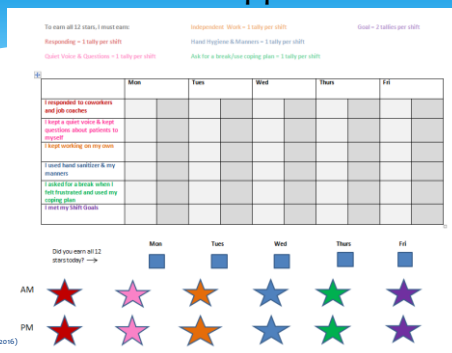 To earn all 12 stars, I must earn:
Independent Work = 1 tally per shift
Goal = 2 tallies per shift
Responding = 1 tally per shift
Hand Hygiene & Manners = 1 tally per shift
Quiet Voice & Questions = 1 tally per shift
Ask for a break/use coping plan = 1 tally per shift
Mon Tues Wed Thurs Fri
I responded to coworkers
and job coaches
I kept a quiet voice & kept
questions about patients to
myself
I kept working on my own
I used hand sanitizer & my
manners
I asked for a break when I
felt frustrated and used my
coping plan
I met my Shift Goals
Mon Tues Wed Thurs Fri
Did you earn all 12
stars today? →
AM
PM
2016)